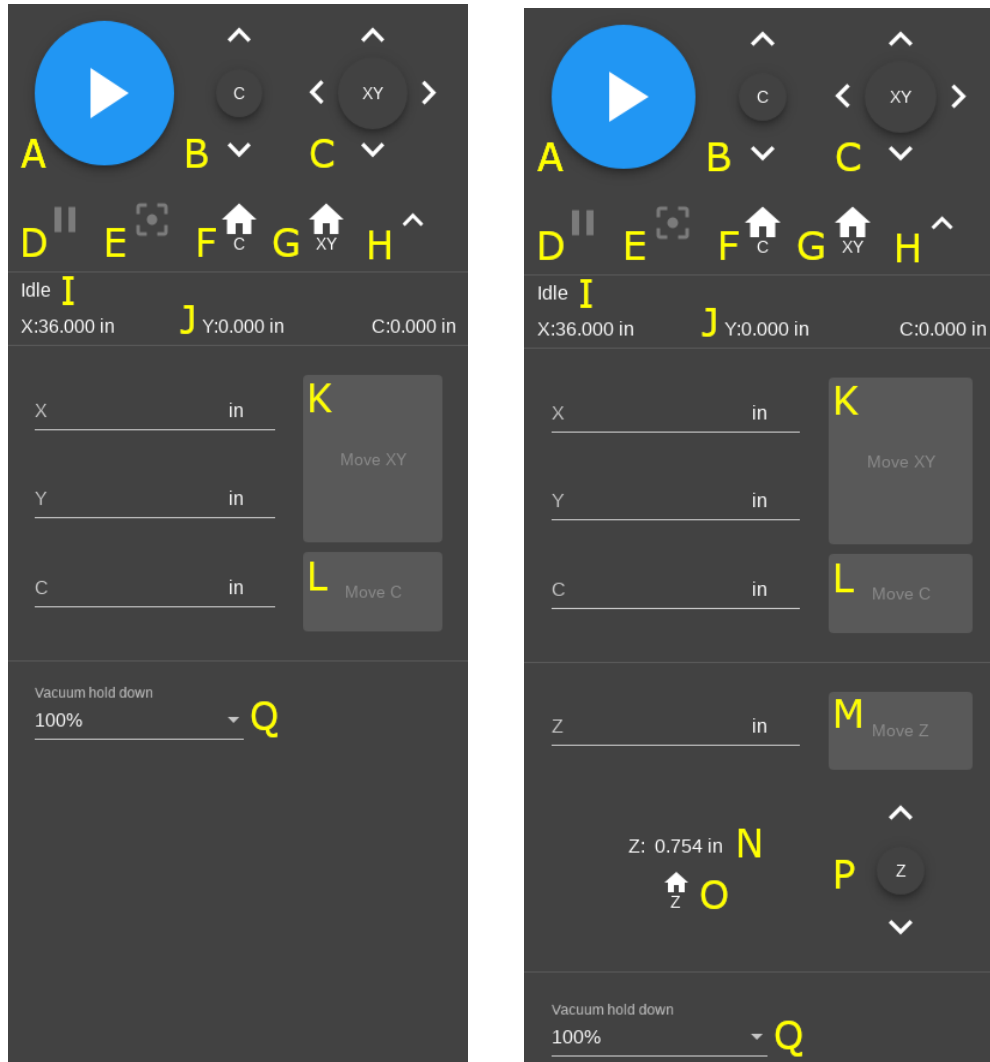 C
XY
A
B
C
D
E
F
C
G
XY
H
Idle I
X:36.000 in
J
Y:0.000 in
C:0.000 in
K
X in
Move XY
Y in
L
C in
Move C
Vacuum hold down
100%
Q
C
XY
A
B
C
D
E
F
C
G
XY
H
Idle I
X:36.000 in
J
Y:0.000 in
C:0.000 in
K
X in
Move XY
Y in
L
C in
Move C
M
Z in
Move Z
Z: 0.754 in N
P
Z
Z
O
Vacuum hold down
100%
Q